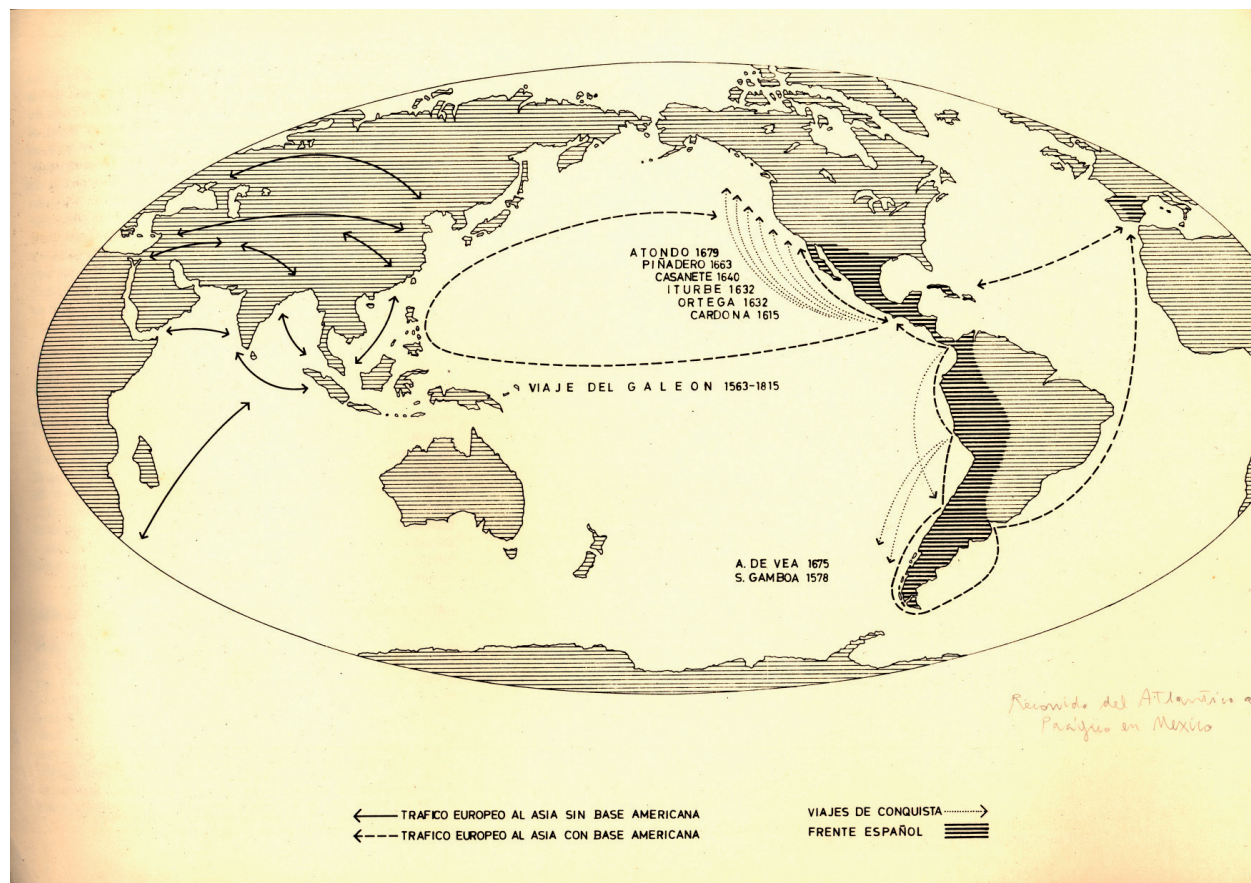 ATONDO 1679
PIÑADERO 1663
CASANETE 1640
ITURBE 1632
ORTEGA 1632
CARDONA 1615
VIAJE DEL GALEON 1563-1815
A. DE VEA 1675
S. GAMBOA 1578
Recorrido del Atlantico a
Pacífico en Mexico
TRAFICO EUROPEO AL ASIA SIN BASE AMERICANA
TRAFICO EUROPEO AL ASIA CON BASE AMERICANA
VIAJES DE CONQUISTA
FRENTE ESPAÑOL